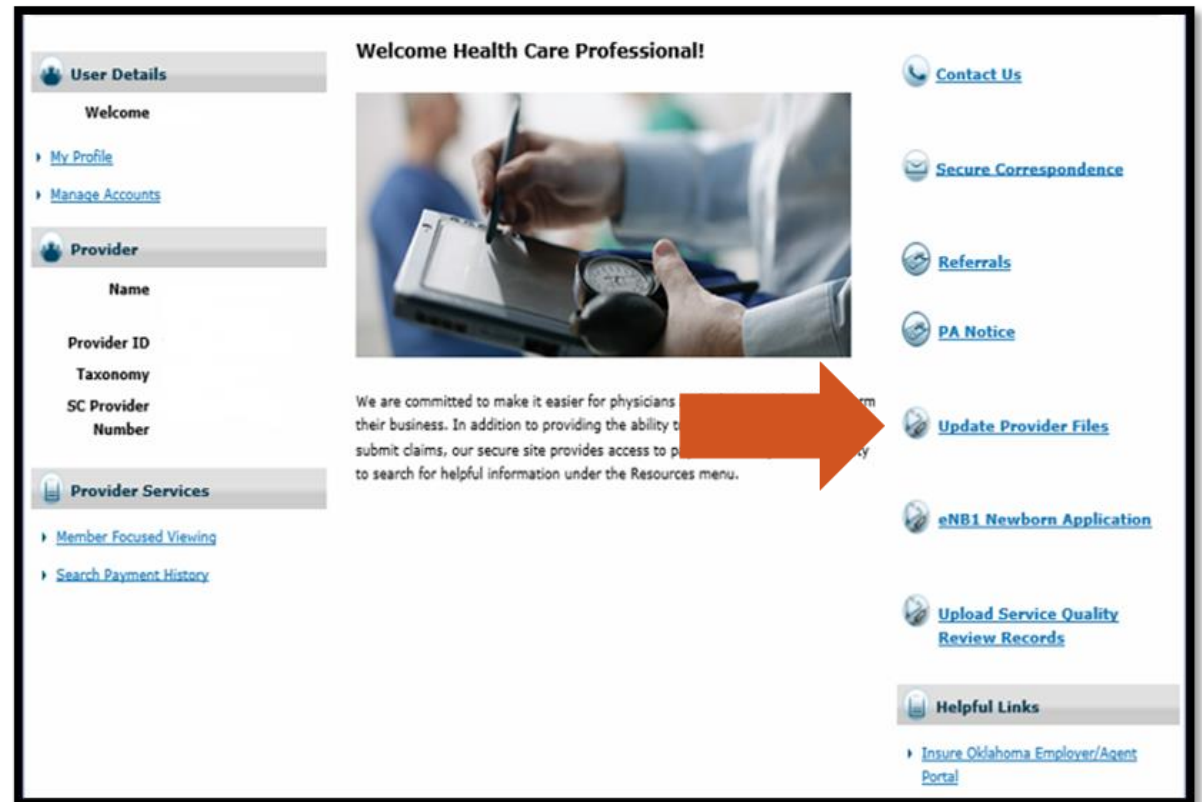 User Details
Welcome
My Profile
Manage Accounts
Provider
Name
Provider ID
Taxonomy
SC Provider
Number
Provider Services
Member Focused Viewing
Search Payment History
Welcome Health Care Professional!
We are committed to make it easier for physicians
their business. In addition to providing the ability
submit claims, our secure site provides access to
to search for helpful information under the Resources menu.
Contact Us
Secure Correspondence
Referrals
PA Notice
Update Provider Files
eNB1 Newborn Application
Upload Service Quality
Review Records
Helpful Links
Insure Oklahoma Employer/Agent
Portal